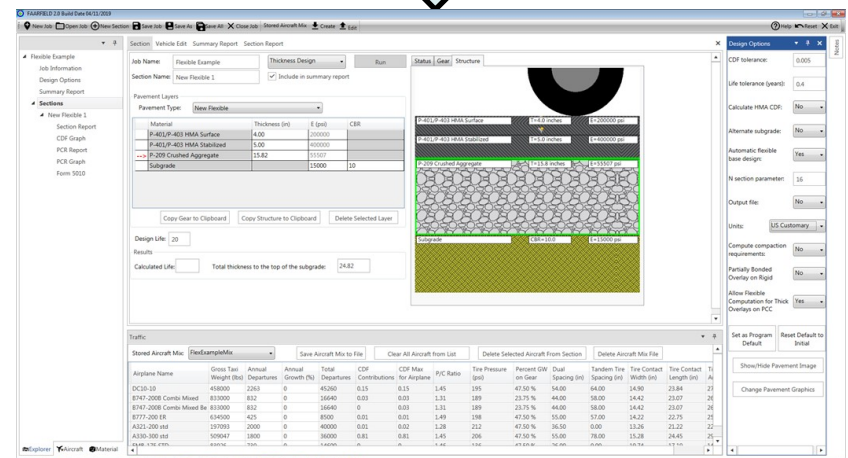 FAARFIELD 2.0 Build Date 04/11/2019
New Job Open Job New Section Save Job Save As Save All Close Job Stored Aircraft Mix Create Edit Help Reset Exit
Flexible Example
Job Information
Design Options
Summary Report
Sections
New Flexible 1
Section Report
CDF Graph
PCR Report
PCR Graph
Form 5010
Explorer Aircraft Material
Section Vehicle Edit Summary Report Section Report
Job Name: Flexible Example Thickness Design Run
Section Name: New Flexible 1 Include in summary report
Pavement Layers
Pavement Type: New Flexible
Material Thickness (in) E (psi) CBR
P-401/P-403 HMA Surface 4.00 200000
P-401/P-403 HMA Stabilized 5.00 400000
--> P-209 Crushed Aggregate 15.82 55507
Subgrade 15000 10
Copy Gear to Clipboard Copy Structure to Clipboard Delete Selected Layer
Design Life: 20
Results
Calculated Life: Total thickness to the top of the subgrade: 24.82
Status Gear Structure
P-401/P-403 HMA Surface T=4.0 inches E=200000 psi
P-401/P-403 HMA Stabilized T=5.0 inches E=400000 psi
P-209 Crushed Aggregate T=15.8 inches E=55507 psi
Subgrade CBR=10.0 E=15000 psi
Design Options
CDF tolerance: 0.005
Life tolerance (years): 0.4
Calculate HMA CDF: No
Alternate subgrade: No
Automatic flexible
base design: Yes
N section parameter: 16
Output file: No
Units: US Customary
Compute compaction
requirements: No
Partially Bonded
Overlay on Rigid No
Allow Flexible
Computation for Thick Yes
Overlays on PCC
Set as Program
Default
Reset Default to
Initial
Show/Hide Pavement Image
Change Pavement Graphics
Notes
Traffic
Stored Aircraft Mix: FlexExampleMix Save Aircraft Mix to File Clear All Aircraft from List Delete Selected Aircraft From Section Delete Aircraft Mix File
Airplane Name Gross Taxi Weight (lbs) Annual Departures Annual Growth (%) Total Departures CDF Contributions CDF Max for Airplane P/C Ratio Tire Pressure (psi) Percent GW on Gear Dual Spacing (in) Tandem Tire Spacing (in) Tire Contact Width (in) Tire Contact Length (in)
DC10-10 458000 2263 0 45260 0.15 0.15 1.45 195 47.50 % 54.00 64.00 14.90 23.84
B747-200B Combi Mixed 833000 832 0 16640 0.03 0.03 1.31 189 23.75 % 44.00 58.00 14.42 23.07
B747-200B Combi Mixed Be 833000 832 0 16640 0 0.03 1.31 189 23.75 % 44.00 58.00 14.42 23.07
B777-200 ER 634500 425 0 8500 0.01 0.01 1.49 198 47.50 % 55.00 57.00 14.22 22.75
A321-200 std 197093 2000 0 40000 0.01 0.02 1.28 212 47.50 % 36.50 0.00 13.26 21.22
A330-300 std 509047 1800 0 36000 0.81 0.81 1.45 206 47.50 % 55.00 78.00 15.28 24.45